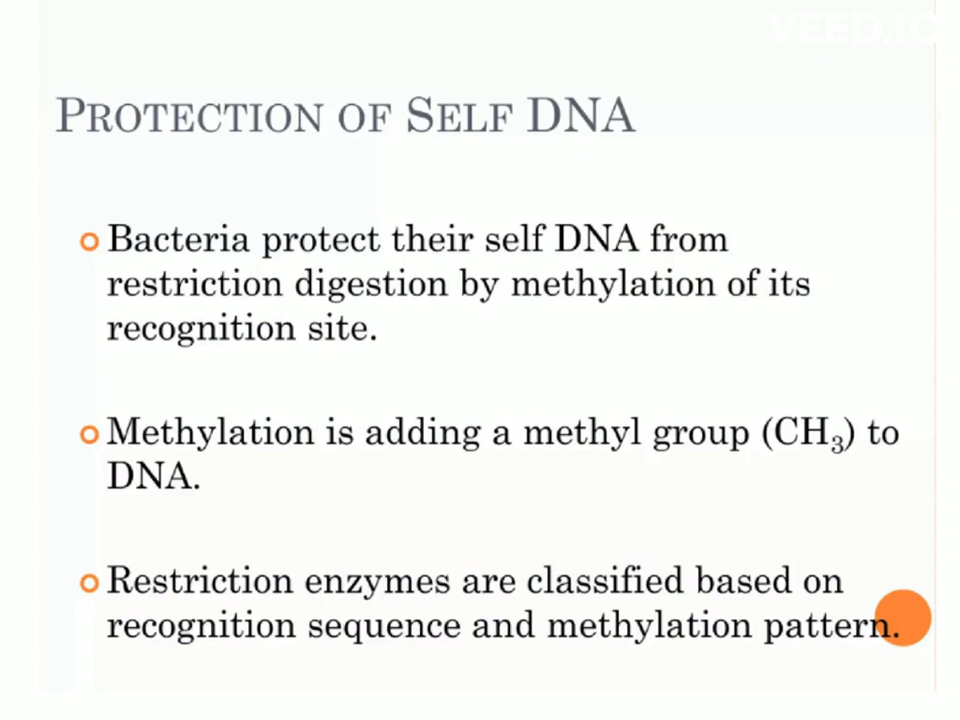 VEED.IO
PROTECTION OF SELF DNA
Bacteria protect their self DNA from
restriction digestion by methylation of its
recognition site.
Methylation is adding a methyl group (CH₃) to
DNA.
Restriction enzymes are classified based on
recognition sequence and methylation pattern.